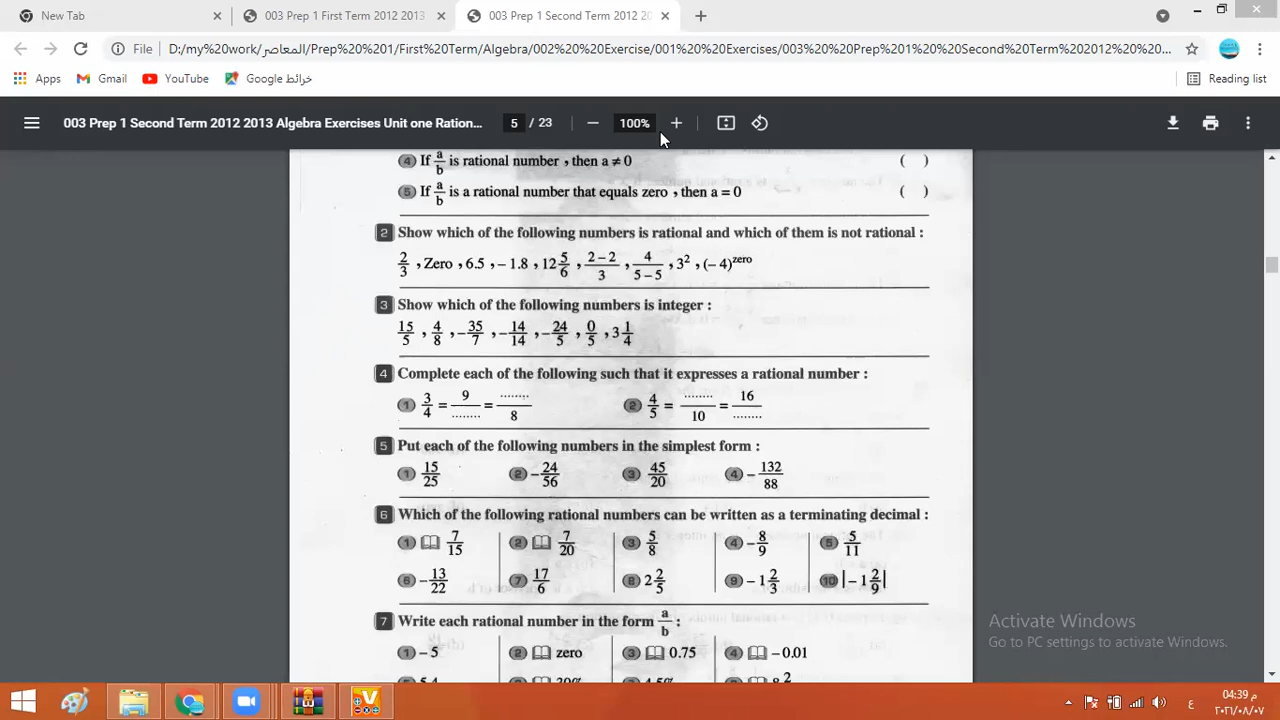 New Tab
003 Prep 1 First Term 2012 2013
003 Prep 1 Second Term 2012 20
File
D:/my%20work/المعاصر/Prep%20%201/First%20Term/Algebra/002%20%20Exercise/001%20Exercises/003%20%20Prep%201%20%20Second%20Term%202012%20%20...
Apps
Gmail
YouTube
خرائط Google
Reading list
003 Prep 1 Second Term 2012 2013 Algebra Exercises Unit one Ration...
5 / 23
100%
4 If a/b is rational number , then a ≠ 0 ( )
5 If a/b is a rational number that equals zero , then a = 0 ( )
2 Show which of the following numbers is rational and which of them is not rational :
2/3 , Zero , 6.5 , – 1.8 , 12 5/6 , 2 – 2/3 , 4/5 – 5 , 3² , (– 4)^zero
3 Show which of the following numbers is integer :
15/5 , 4/8 , – 35/7 , – 14/14 , – 24/5 , 0/5 , 3 1/4
4 Complete each of the following such that it expresses a rational number :
1 3/4 = 9/........ = ......../8 2 4/5 = ......../10 = 16/........
5 Put each of the following numbers in the simplest form :
1 15/25 2 – 24/56 3 45/20 4 – 132/88
6 Which of the following rational numbers can be written as a terminating decimal :
1 7/15 2 7/20 3 5/8 4 – 8/9 5 5/11
6 – 13/22 7 17/6 8 2 2/5 9 – 1 2/3 10 | – 1 2/9 |
7 Write each rational number in the form a/b :
1 – 5 2 zero 3 0.75 4 – 0.01
Activate Windows
Go to PC settings to activate Windows.
ع
04:39 م
٢٠٢١/٠٨/٠٧